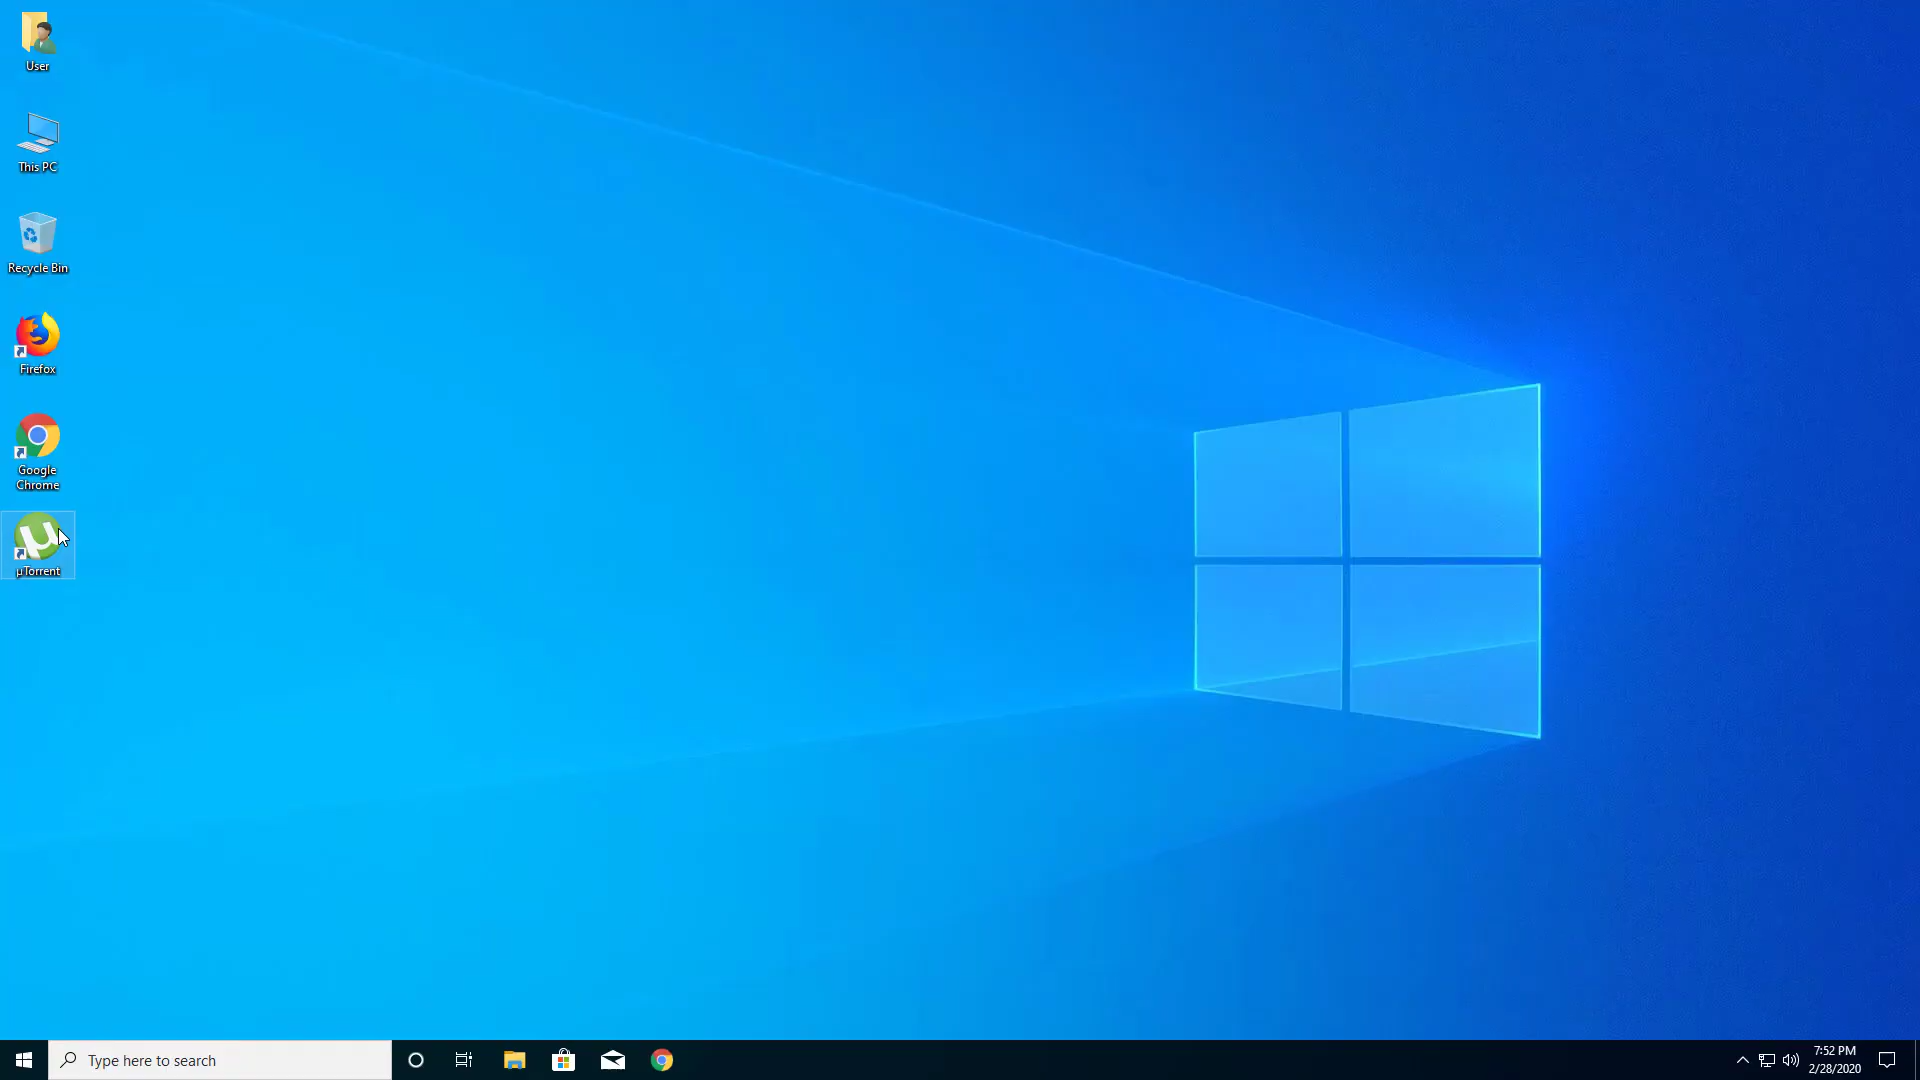 User
This PC
Recycle Bin
Firefox
Google
Chrome
µTorrent
Type here to search
7:52 PM
2/28/2020